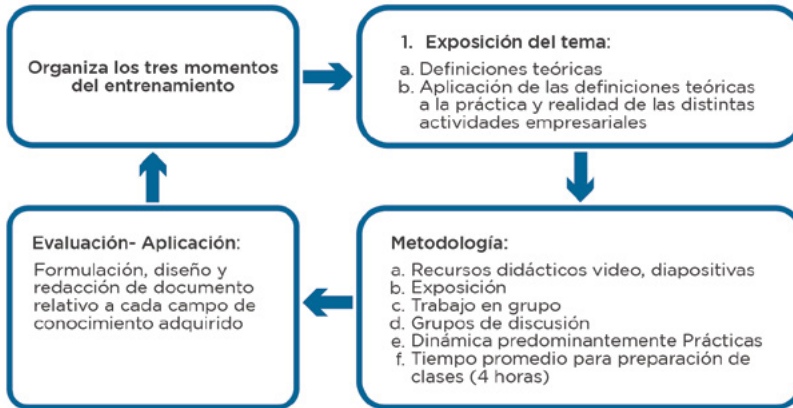 Organiza los tres momentos
del entrenamiento
1. Exposición del tema:
a. Definiciones teóricas
b. Aplicación de las definiciones teóricas
a la práctica y realidad de las distintas
actividades empresariales
Evaluación- Aplicación:
Formulación, diseño y
redacción de documento
relativo a cada campo de
conocimiento adquirido
Metodología:
a. Recursos didácticos video, diapositivas
b. Exposición
c. Trabajo en grupo
d. Grupos de discusión
e. Dinámica predominantemente Prácticas
f. Tiempo promedio para preparación de
clases (4 horas)